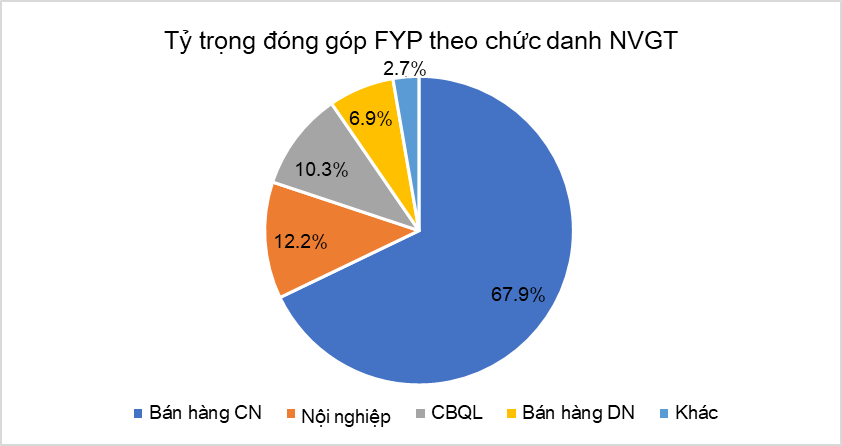 Tỷ trọng đóng góp FYP theo chức danh NVGT
2.7%
6.9%
10.3%
12.2%
67.9%
Bán hàng CN Nội nghiệp CBQL Bán hàng DN Khác